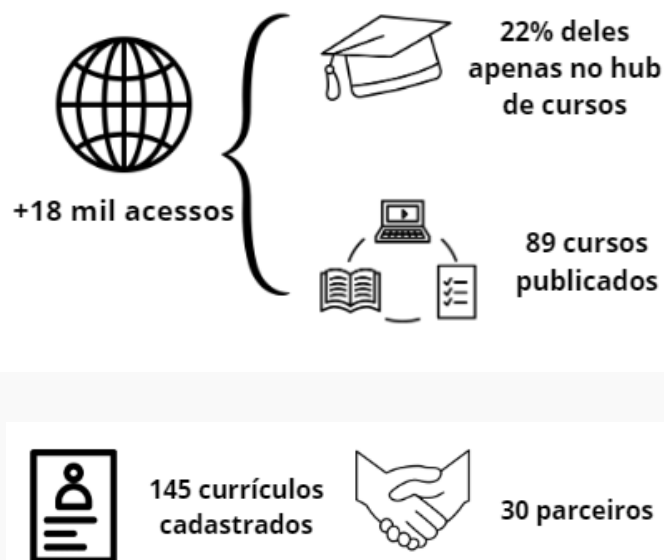 22% deles
apenas no hub
de cursos
+18 mil acessos
89 cursos
publicados
145 currículos
cadastrados
30 parceiros